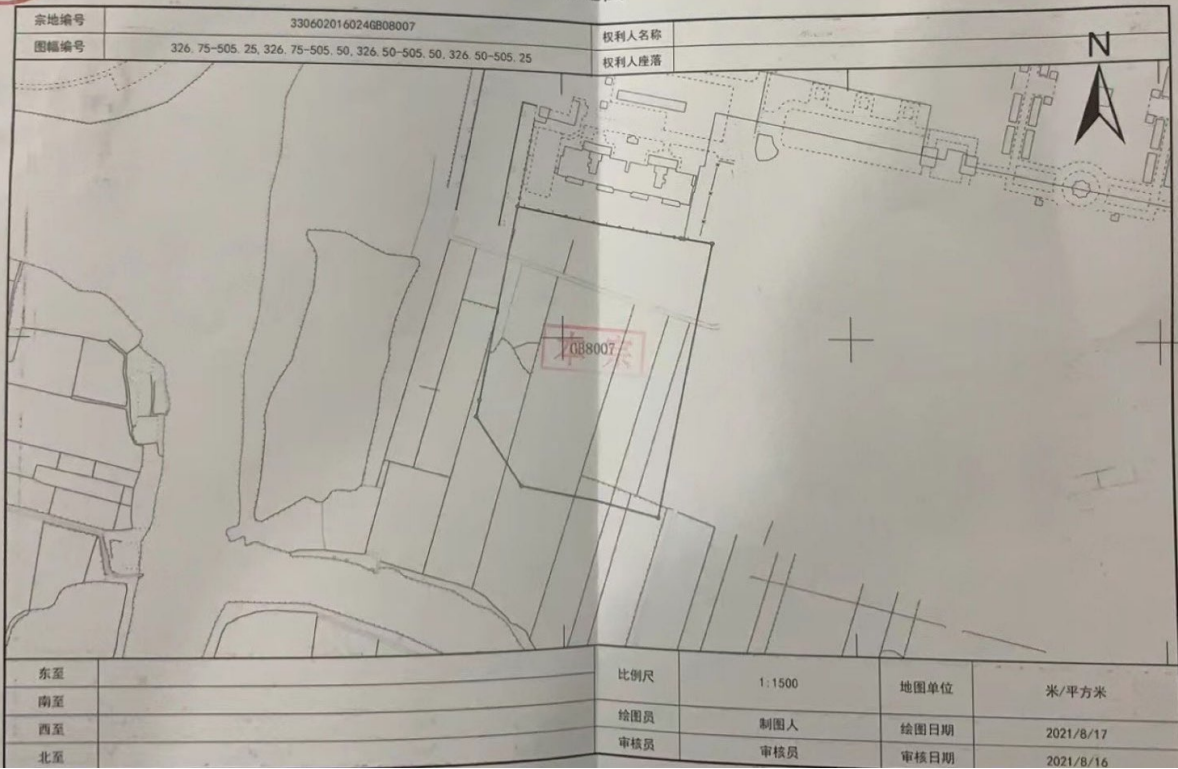 宗地编号 330602016024GB08007 权利人名称
图幅编号 326.75-505.25,326.75-505.50,326.50-505.50,326.50-505.25 权利人座落
N
本宗
GB8007
东至
南至
西至
北至
比例尺 1:1500 地图单位 米/平方米
绘图员 制图人 绘图日期 2021/8/17
审核员 审核员 审核日期 2021/8/16